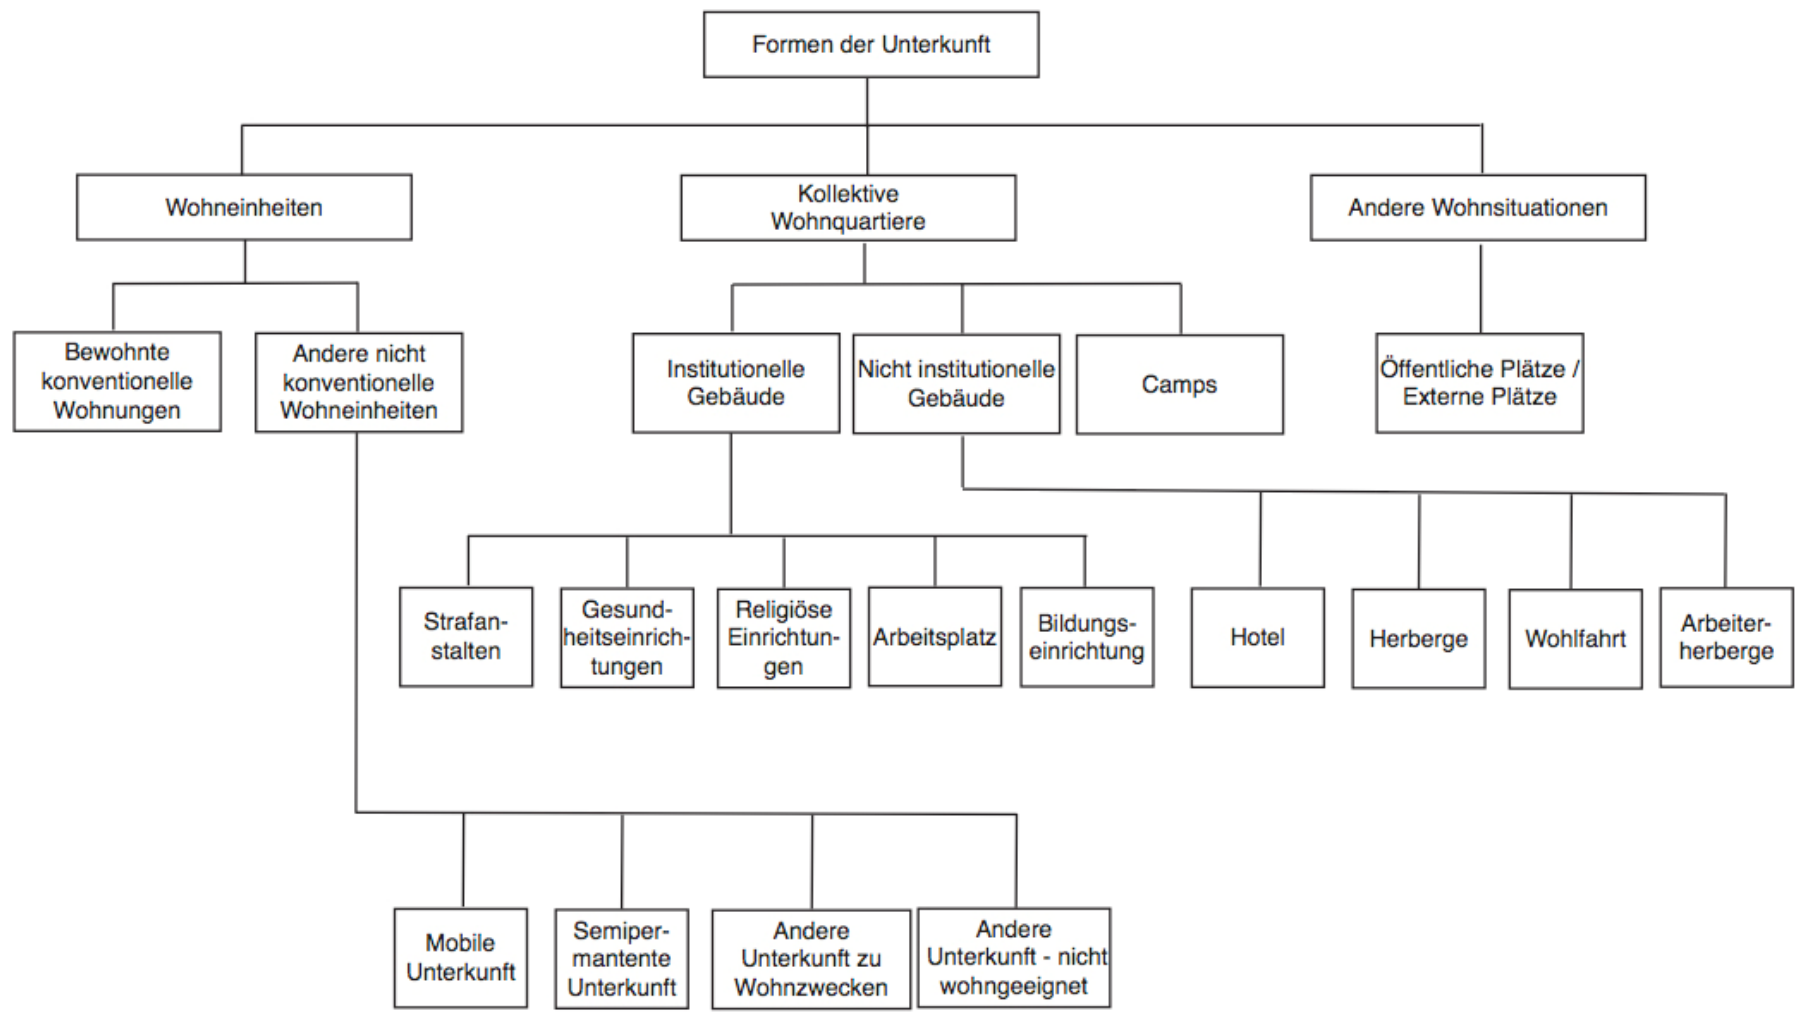 Formen der Unterkunft
Wohneinheiten
Kollektive
Wohnquartiere
Andere Wohnsituationen
Bewohnte
konventionelle
Wohnungen
Andere nicht
konventionelle
Wohneinheiten
Institutionelle
Gebäude
Nicht institutionelle
Gebäude
Camps
Öffentliche Plätze /
Externe Plätze
Strafan-
stalten
Gesund-
heitseinrich-
tungen
Religiöse
Einrichtun-
gen
Arbeitsplatz
Bildungs-
einrichtung
Hotel
Herberge
Wohlfahrt
Arbeiter-
herberge
Mobile
Unterkunft
Semiper-
mantente
Unterkunft
Andere
Unterkunft zu
Wohnzwecken
Andere
Unterkunft - nicht
wohngeeignet